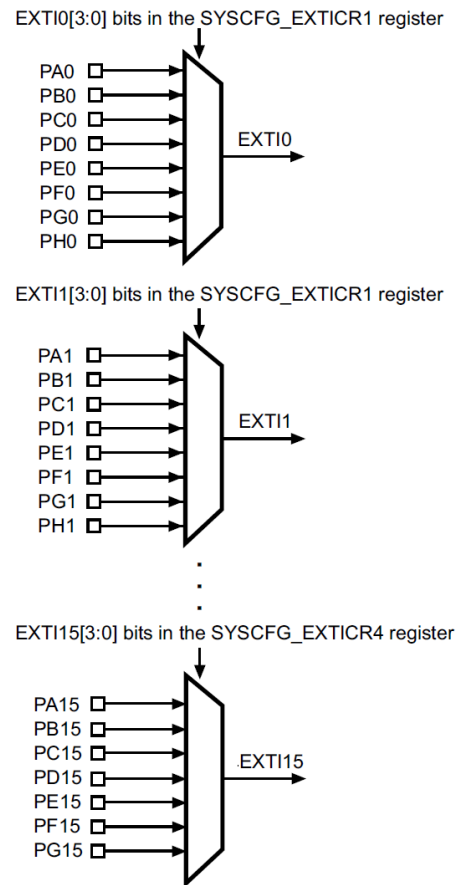 EXTI0[3:0] bits in the SYSCFG_EXTICR1 register
PA0
PB0
PC0
PD0
PE0
PF0
PG0
PH0
EXTI0
EXTI1[3:0] bits in the SYSCFG_EXTICR1 register
PA1
PB1
PC1
PD1
PE1
PF1
PG1
PH1
EXTI1
EXTI15[3:0] bits in the SYSCFG_EXTICR4 register
PA15
PB15
PC15
PD15
PE15
PF15
PG15
EXTI15